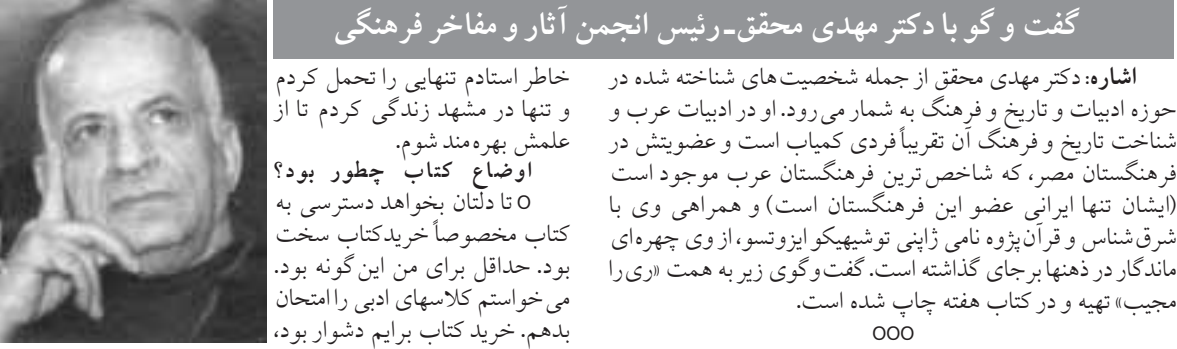 گفت و گو با دکتر مهدی محقق-رئیس انجمن آثار و مفاخر فرهنگی
اشاره: دکتر مهدی محقق از جمله شخصیت‌های شناخته شده در
حوزه ادبیات و تاریخ و فرهنگ به شمار می‌رود. او در ادبیات عرب و
شناخت تاریخ و فرهنگ آن تقریباً فردی کمیاب است و عضویتش در
فرهنگستان مصر، که شاخص‌ترین فرهنگستان عرب موجود است
(ایشان تنها ایرانی عضو این فرهنگستان است) و همراهی وی با
شرق‌شناس و قرآن‌پژوه نامی ژاپنی توشیهیکو ایزوتسو، از وی چهره‌ای
ماندگار در ذهنها برجای گذاشته است. گفت‌وگوی زیر به همت «ری‌را
مجیب» تهیه و در کتاب هفته چاپ شده است.
ooo
خاطر استادم تنهایی را تحمل کردم
و تنها در مشهد زندگی کردم تا از
علمش بهره‌مند شوم.
اوضاع کتاب چطور بود؟
o تا دلتان بخواهد دسترسی به
کتاب مخصوصاً خریدکتاب سخت
بود. حداقل برای من این‌گونه بود.
می‌خواستم کلاسهای ادبی را امتحان
بدهم. خرید کتاب برایم دشوار بود،